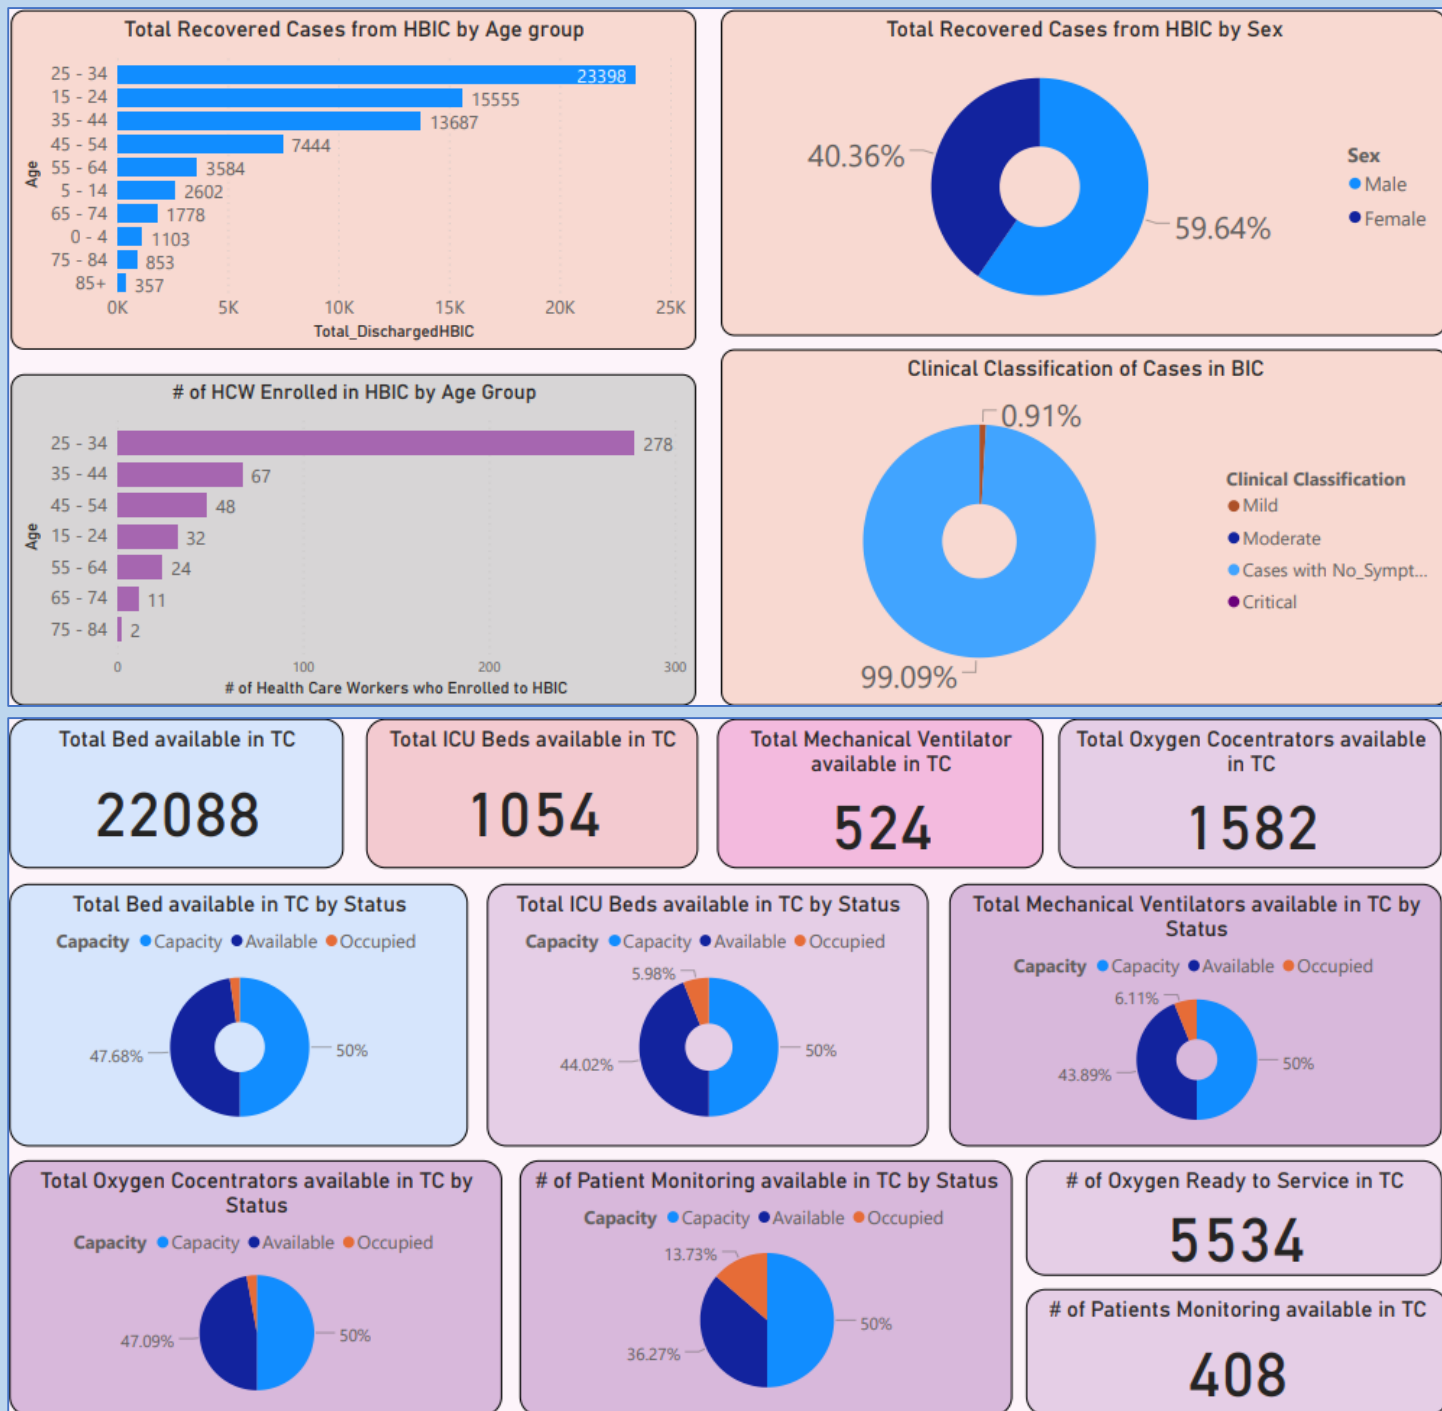 Total Recovered Cases from HBIC by Age group
Age
25 - 34
23398
15 - 24
15555
35 - 44
13687
45 - 54
7444
55 - 64
3584
5 - 14
2602
65 - 74
1778
0 - 4
1103
75 - 84
853
85+
357
0K 5K 10K 15K 20K 25K
Total_DischargedHBIC
Total Recovered Cases from HBIC by Sex
40.36%
59.64%
Sex
Male
Female
# of HCW Enrolled in HBIC by Age Group
Age
25 - 34
278
35 - 44
67
45 - 54
48
15 - 24
32
55 - 64
24
65 - 74
11
75 - 84
2
0 100 200 300
# of Health Care Workers who Enrolled to HBIC
Clinical Classification of Cases in BIC
0.91%
99.09%
Clinical Classification
Mild
Moderate
Cases with No_Sympt...
Critical
Total Bed available in TC
22088
Total ICU Beds available in TC
1054
Total Mechanical Ventilator
available in TC
524
Total Oxygen Cocentrators available
in TC
1582
Total Bed available in TC by Status
Capacity Capacity Available Occupied
47.68%
50%
Total ICU Beds available in TC by Status
Capacity Capacity Available Occupied
5.98%
44.02%
50%
Total Mechanical Ventilators available in TC by
Status
Capacity Capacity Available Occupied
6.11%
43.89%
50%
Total Oxygen Cocentrators available in TC by
Status
Capacity Capacity Available Occupied
47.09%
50%
# of Patient Monitoring available in TC by Status
Capacity Capacity Available Occupied
13.73%
36.27%
50%
# of Oxygen Ready to Service in TC
5534
# of Patients Monitoring available in TC
408